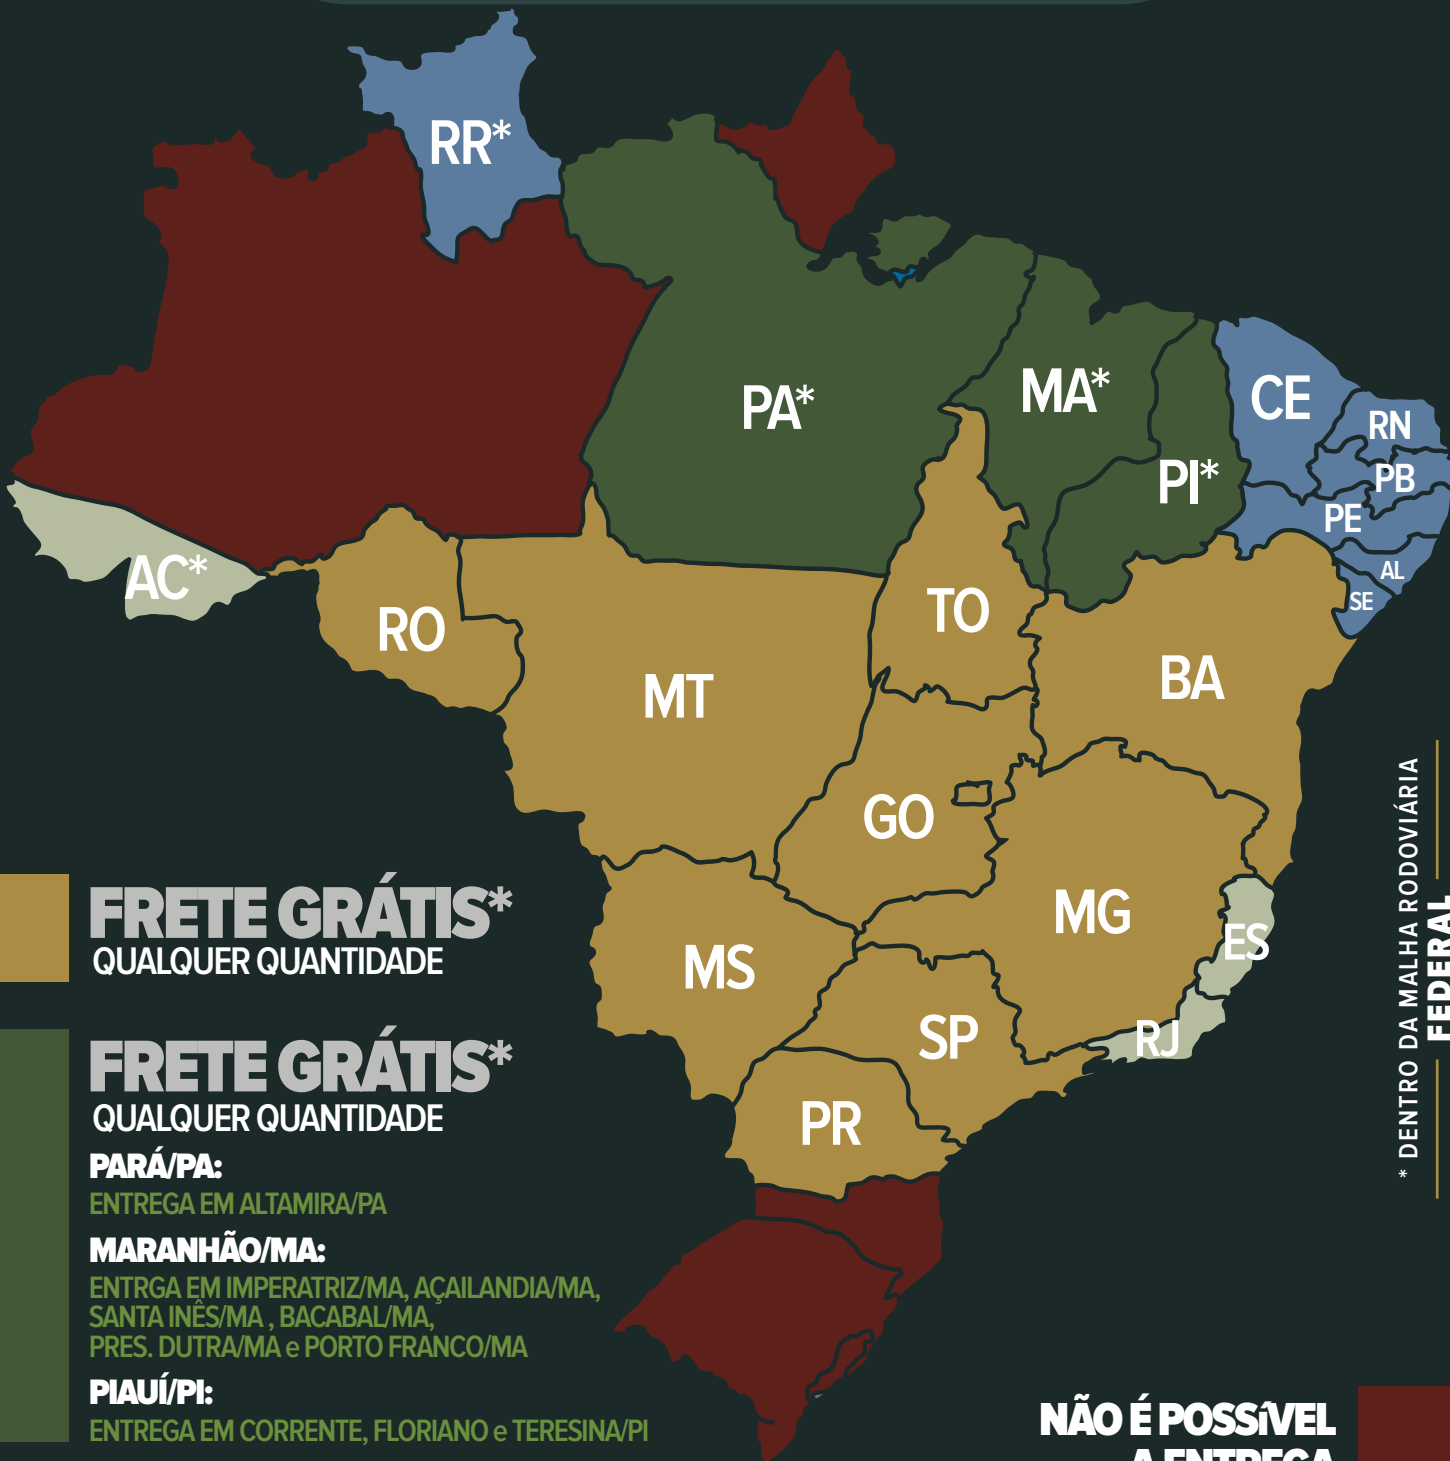 RR*
PA*
MA*
CE
RN
PI*
PB
PE
AC*
AL
SE
RO
TO
MT
BA
GO
MG
ES
MS
SP
RJ
PR
FRETE GRÁTIS*
QUALQUER QUANTIDADE
FRETE GRÁTIS*
QUALQUER QUANTIDADE
PARÁ/PA:
ENTREGA EM ALTAMIRA/PA
MARANHÃO/MA:
ENTRGA EM IMPERATRIZ/MA, AÇAILANDIA/MA,
SANTA INÊS/MA , BACABAL/MA,
PRES. DUTRA/MA e PORTO FRANCO/MA
PIAUÍ/PI:
ENTREGA EM CORRENTE, FLORIANO e TERESINA/PI
* DENTRO DA MALHA RODOVIÁRIA
FEDERAL
NÃO É POSSíVEL
A ENTREGA